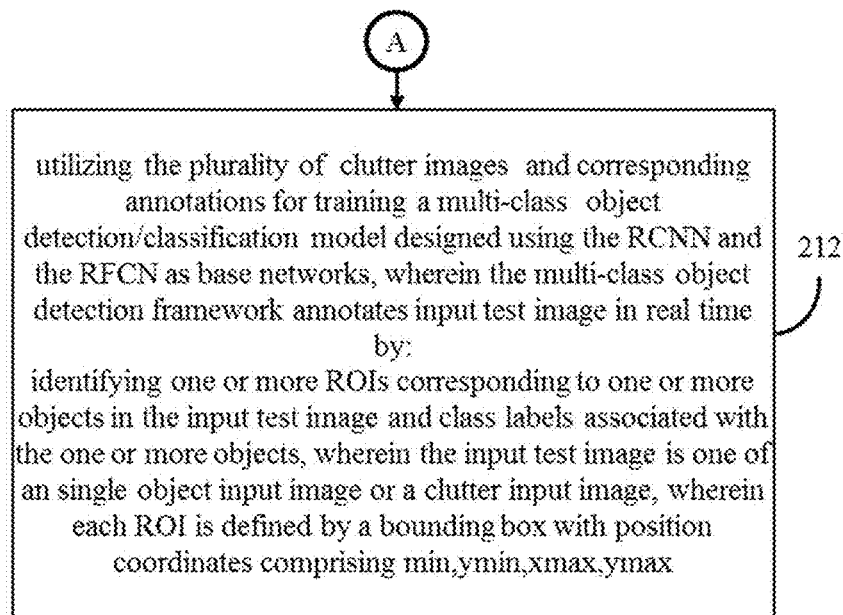 A
utilizing the plurality of clutter images and corresponding
annotations for training a multi-class object
detection/classification model designed using the RCNN and
the RFCN as base networks, wherein the multi-class object
detection framework annotates input test image in real time
by:
identifying one or more ROIs corresponding to one or more
objects in the input test image and class labels associated with
the one or more objects, wherein the input test image is one of
an single object input image or a clutter input image, wherein
each ROI is defined by a bounding box with position
coordinates comprising min,ymin,xmax,ymax
212